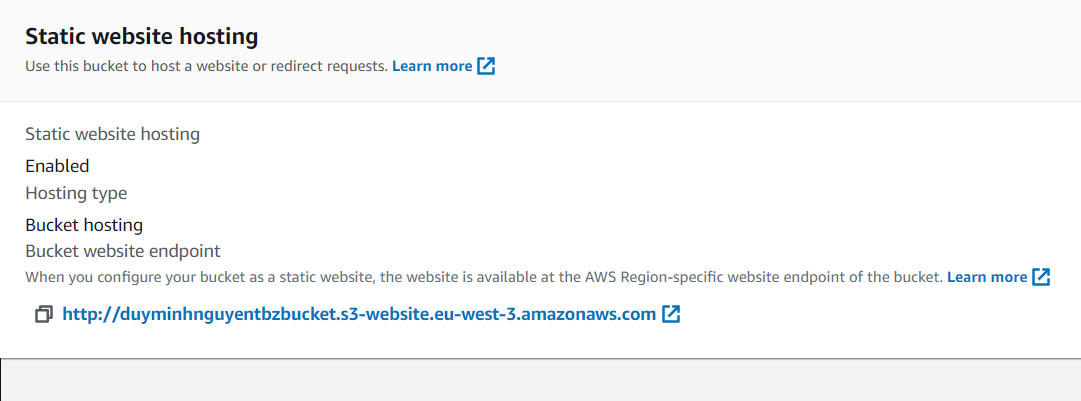 Static website hosting
Use this bucket to host a website or redirect requests. Learn more
Static website hosting
Enabled
Hosting type
Bucket hosting
Bucket website endpoint
When you configure your bucket as a static website, the website is available at the AWS Region-specific website endpoint of the bucket. Learn more
http://duyminhnguyentbzbucket.s3-website.eu-west-3.amazonaws.com